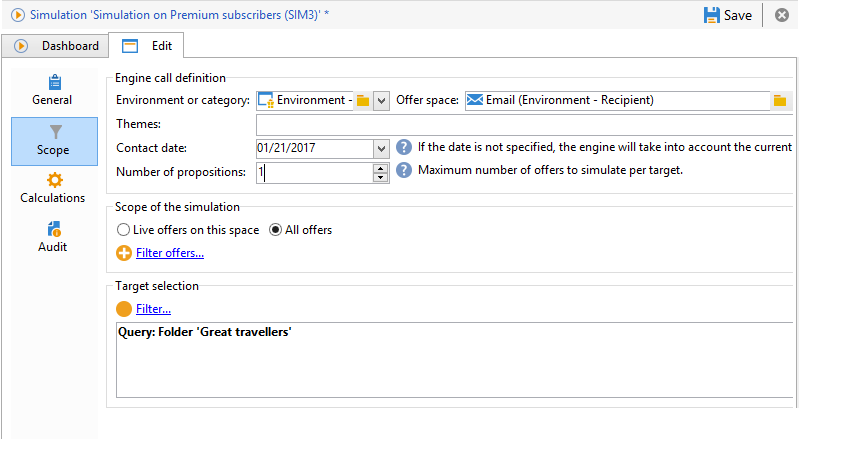 Simulation 'Simulation on Premium subscribers (SIM3)' * Save
Dashboard Edit
General
Scope
Calculations
Audit
Engine call definition
Environment or category: Environment - Offer space: Email (Environment - Recipient)
Themes:
Contact date: 01/21/2017 ? If the date is not specified, the engine will take into account the current
Number of propositions: 1 ? Maximum number of offers to simulate per target.
Scope of the simulation
Live offers on this space All offers
Filter offers...
Target selection
Filter...
Query: Folder 'Great travellers'